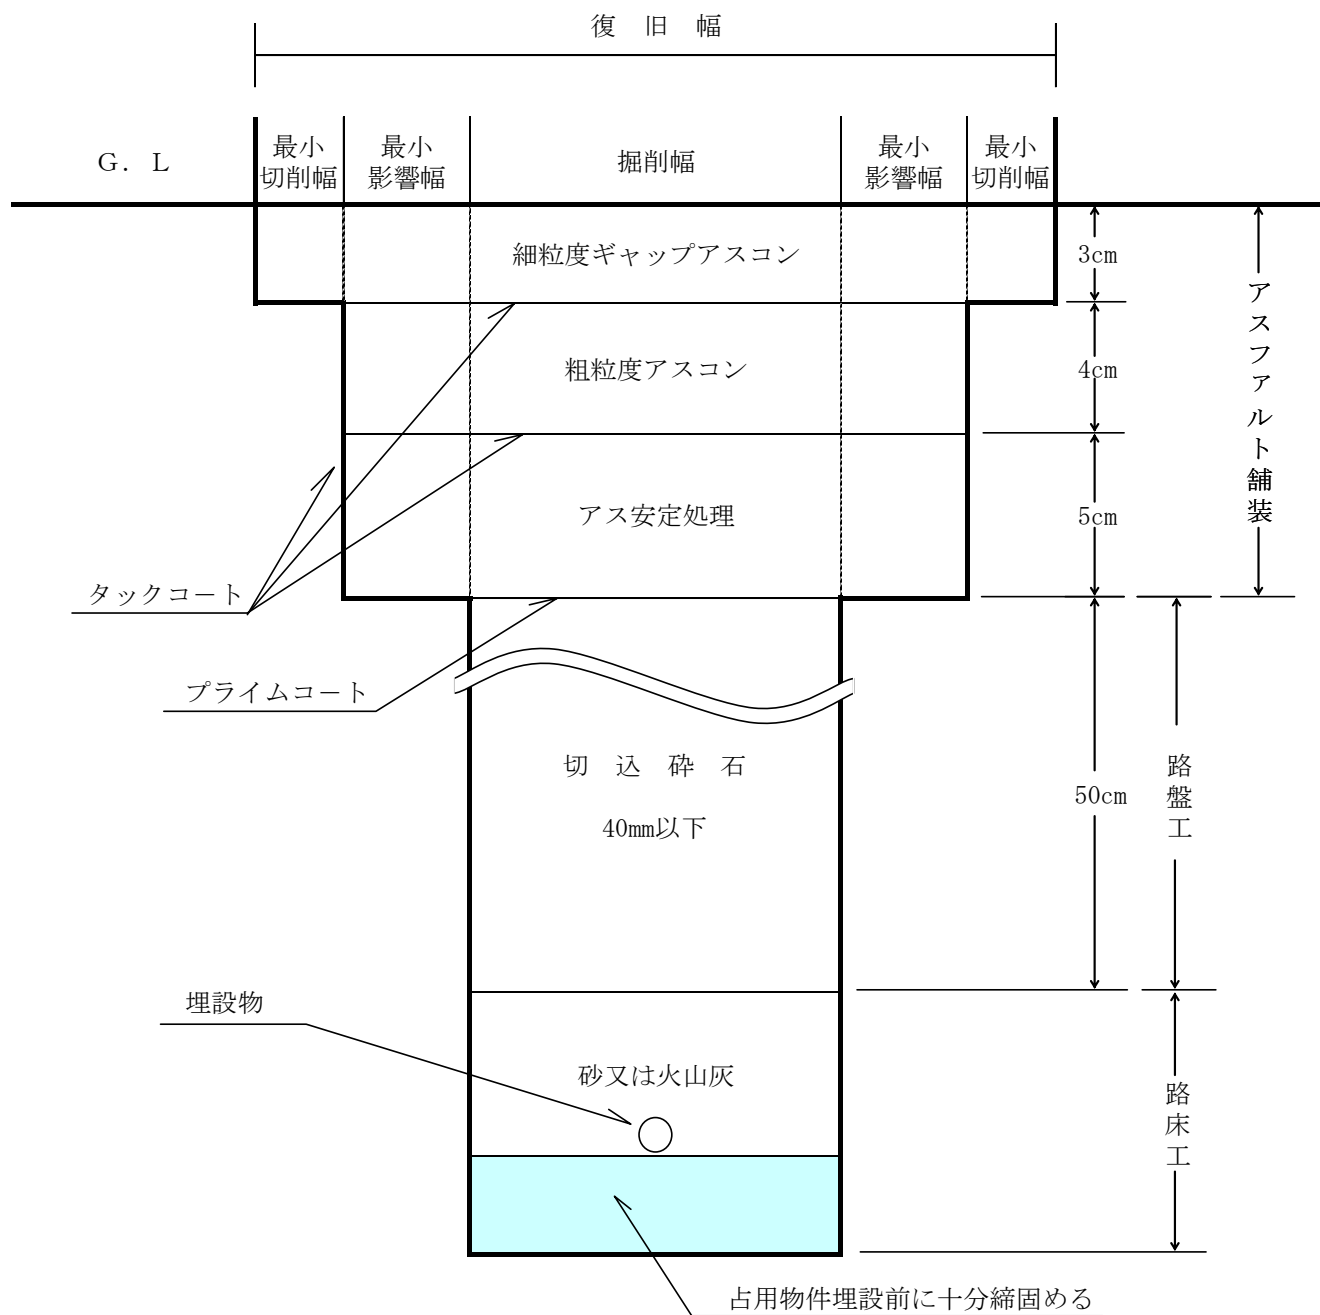 復 旧 幅
G. L
最小
切削幅
最小
影響幅
掘削幅
最小
影響幅
最小
切削幅
細粒度ギャップアスコン
3cm
粗粒度アスコン
4cm
アスファルト舗装
アス安定処理
5cm
タックコート
プライムコート
切 込 砕 石
40mm以下
50cm
路盤工
埋設物
砂又は火山灰
路床工
占用物件埋設前に十分締固める